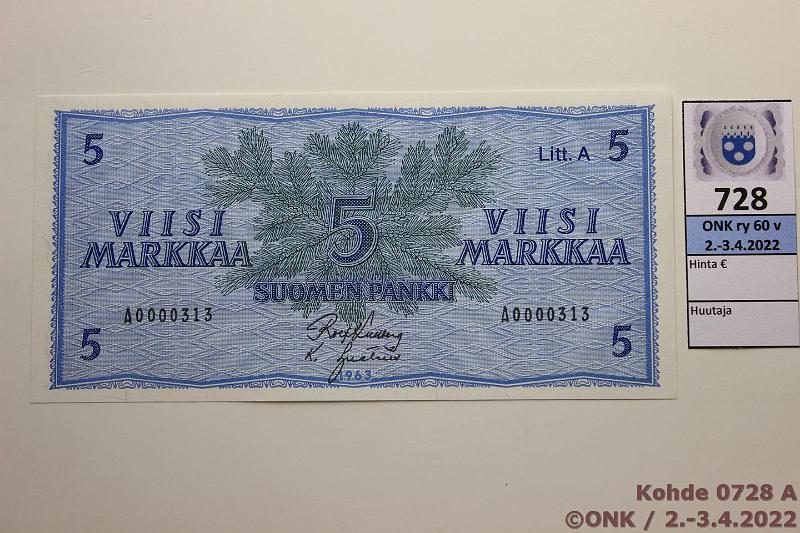 5
Litt. A 5
5
VIISI
MARKKAA
VIISI
MARKKAA
SUOMEN PANKKI
A0000313
A0000313
5
5
1963
728
ONK ry 60 v
2.-3.4.2022
Hinta €
Huutaja
Kohde 0728 A
©ONK / 2.-3.4.2022